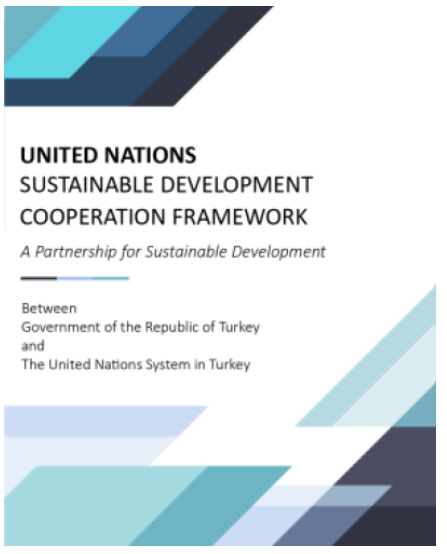 UNITED NATIONS
SUSTAINABLE DEVELOPMENT
COOPERATION FRAMEWORK
A Partnership for Sustainable Development
Between
Government of the Republic of Turkey
and
The United Nations System in Turkey